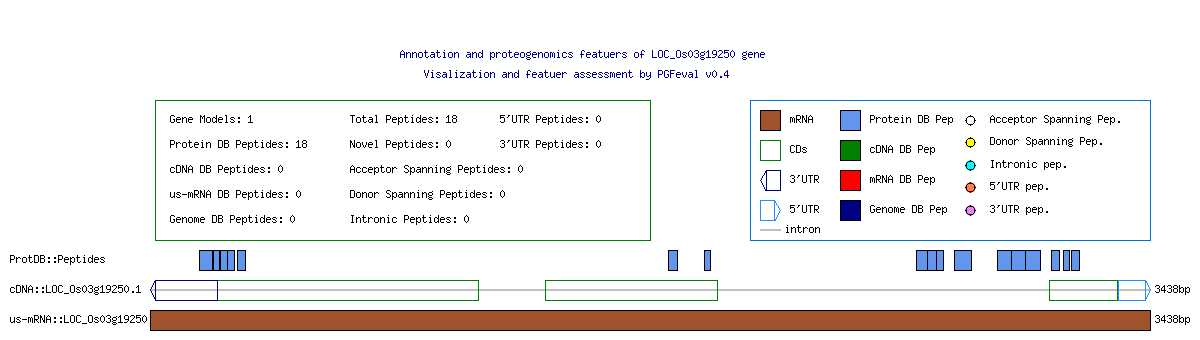 Annotation and proteogenomics featuers of LOC_Os03g19250 gene
Visalization and featuer assessment by PGFeval v0.4
Gene Models: 1 Total Peptides: 18 5'UTR Peptides: 0
Protein DB Peptides: 18 Novel Peptides: 0 3'UTR Peptides: 0
cDNA DB Peptides: 0 Acceptor Spanning Peptides: 0
us-mRNA DB Peptides: 0 Donor Spanning Peptides: 0
Genome DB Peptides: 0 Intronic Peptides: 0
mRNA Protein DB Pep Acceptor Spanning Pep.
CDs cDNA DB Pep Donor Spanning Pep.
3'UTR mRNA DB Pep Intronic pep.
5'UTR Genome DB Pep 5'UTR pep.
intron 3'UTR pep.
ProtDB::Peptides
cDNA::LOC_Os03g19250.1 3438bp
us-mRNA::LOC_Os03g19250 3438bp